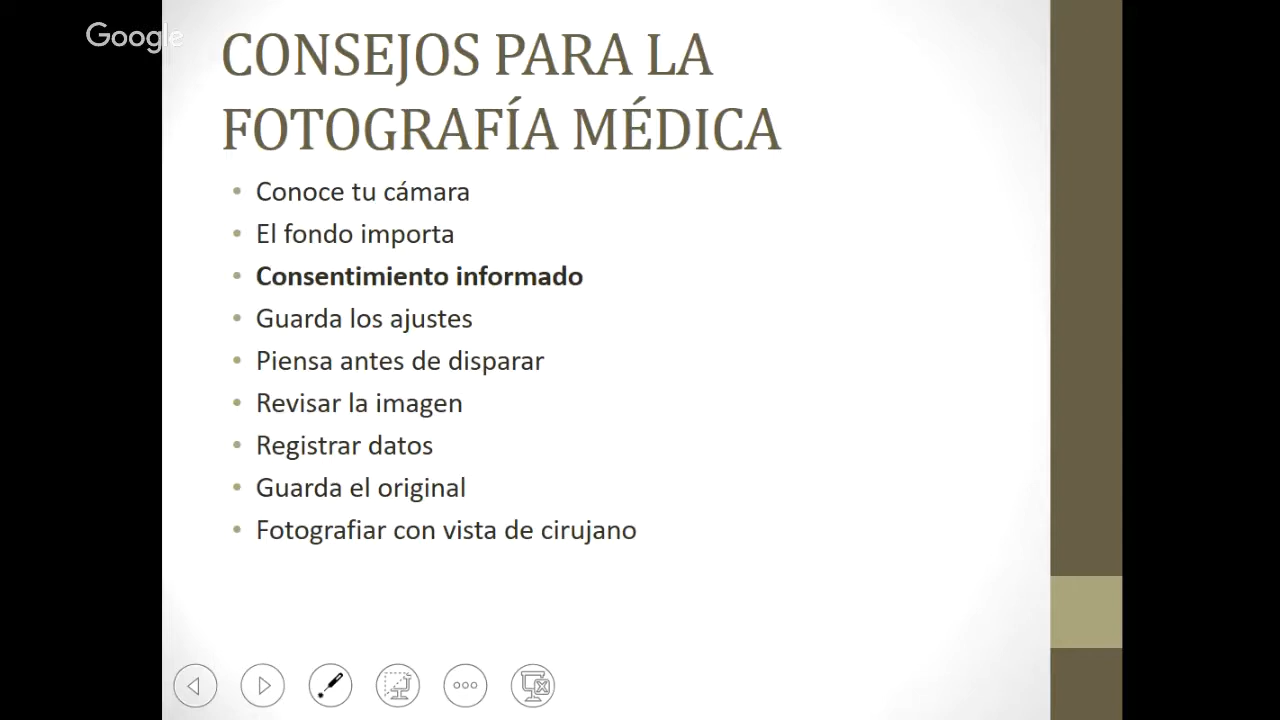 Google
CONSEJOS PARA LA
FOTOGRAFÍA MÉDICA
• Conoce tu cámara
• El fondo importa
• Consentimiento informado
• Guarda los ajustes
• Piensa antes de disparar
• Revisar la imagen
• Registrar datos
• Guarda el original
• Fotografiar con vista de cirujano